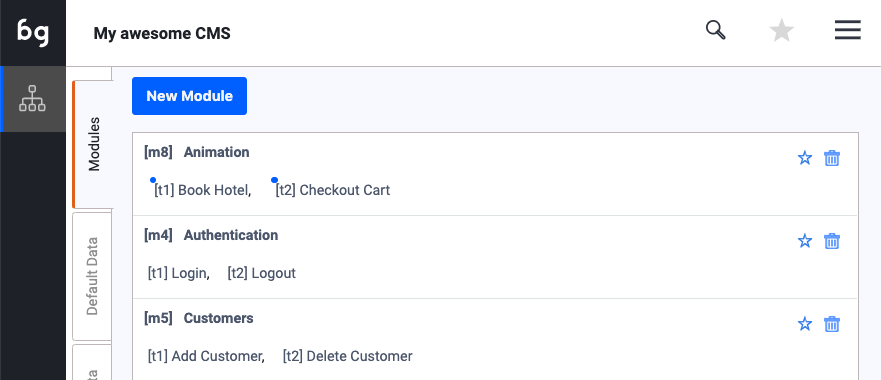 bg
My awesome CMS
Modules
Default Data
New Module
[m8] Animation
[t1] Book Hotel, [t2] Checkout Cart
[m4] Authentication
[t1] Login, [t2] Logout
[m5] Customers
[t1] Add Customer, [t2] Delete Customer